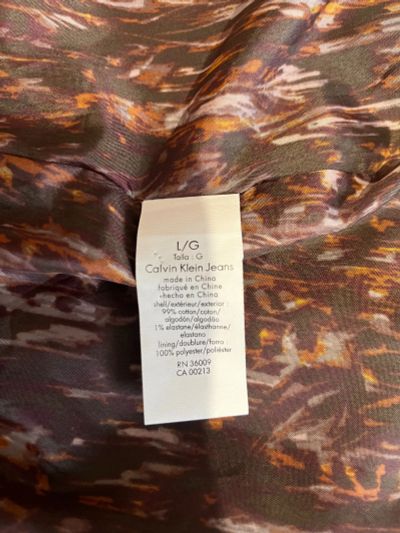 L/G
Talla : G
Calvin Klein Jeans
made in China
fabriqué en Chine
hecho en China
shell/extérieur/exterior :
99% cotton/coton/
algodón/algodão
1% elastane/élasthanne/
elastano
lining/doublure/forro :
100% polyester/poliéster
RN 36009
CA 00213